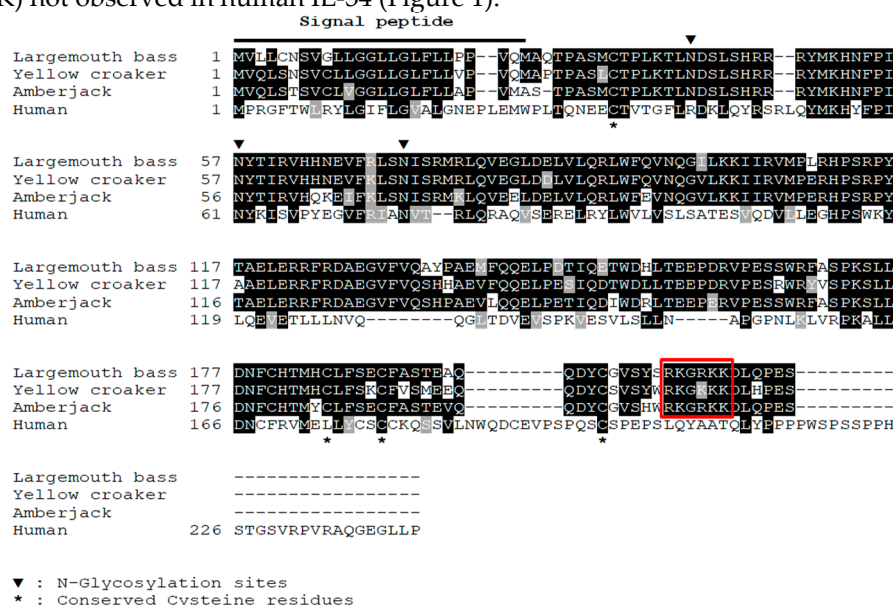 K) not observed in human IL-34 (Figure 1).
Signal peptide
▼
Largemouth bass 1 MVLLCNSVGLLGGLLGLFLLPP--VQMAQTPASMCTPLKTLNDSLSHRR--RYMKHNFPI
Yellow croaker 1 MVQLSNSVCLLGGLLGLFLLVP--VQMAPTPASLCTPLKTLNDSLSHRR--RYMKHNFPI
Amberjack 1 MVQLSTSVCLVGGLLGLFLLAP--VMAS-TPASMCTPLKTLNDSLSHRR--RYMKHNFPI
Human 1 MPRGFTWLRYLGIFLGVALGNEPLEMWPLTQNEECTVTGFLRDKLQYRSRLQYMKHYFPI
*
▼ ▼
Largemouth bass 57 NYTIRVHHNEVFRLSNISRMRLQVEGLDELVLQRLWFQVNQGILKKIIRVMPLRHPSRPY
Yellow croaker 57 NYTIRVHHNEVFKLSNISRMRLQVEGLDDLVLQRLWFQVNQGVLKKIIRVMPERHPSRPY
Amberjack 56 NYTIRVHQKEIFKLSNISRMKLQVEELDELVLQRLWFEVNQGVLKKIIRVMPERHPSRPY
Human 61 NYKISVPYEGVFRIANVT--RLQRAQVSERELRYLWVLVSLSATESVQDVLLEGHPSWKY
Largemouth bass 117 TAELERRFRDAEGVFVQAYPAEMFQQELPDTIQETWDHLTEEPDRVPESSWRFASPKSLL
Yellow croaker 117 AAELERRFRDAEGVFVQSHHAEVFQQELPESIQDTWDLLTEEPDRVPESRWRYVSPKSLL
Amberjack 116 TAELERRFRDAEGVFVQSHPAEVLQQELPETIQDIWDRLTEEPERVPESSWRFASPKSLL
Human 119 LQEVETLLLNVQ--------QGLTDVEVSPKVESVLSLLN-----APGPNLKLVRPKALL
Largemouth bass 177 DNFCHTMHCLFSECFASTEAQ----------QDYCGVSYSRKGRKKDLQPES---------
Yellow croaker 177 DNFCHTMHCLFSKCFVSMEEQ----------QDYCGVSYWRKGKKKDLHPES---------
Amberjack 176 DNFCHTMYCLFSECFASTEVQ----------QDYCGVSHWRKGRKKDLQPES---------
Human 166 DNCFRVMELLYCSCCKQSSVLNWQDCEVPSPQSCSPEPSLQYAATQLYPPPPWSPSSPPH
* * *
Largemouth bass -----------------
Yellow croaker -----------------
Amberjack -----------------
Human 226 STGSVRPVRAQGEGLLP
▼ : N-Glycosylation sites
* : Conserved Cysteine residues